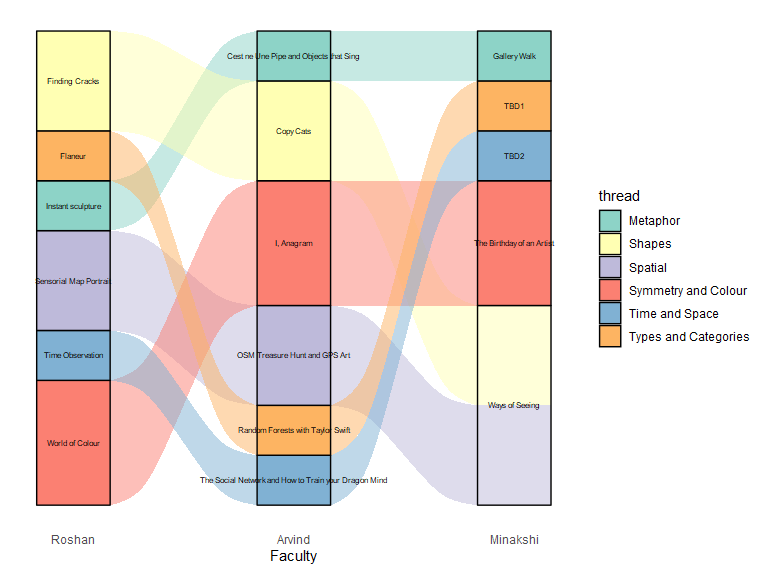 Finding Cracks
Flaneur
Instant sculpture
Sensorial Map Portrait
Time Observation
World of Colour
Cest ne Une Pipe and Objects that Sing
Copy Cats
I, Anagram
OSM Treasure Hunt and GPS Art
Random Forests with Taylor Swift
The Social Network and How to Train your Dragon Mind
Gallery Walk
TBD1
TBD2
The Birthday of an Artist
Ways of Seeing
Roshan
Arvind
Minakshi
Faculty
thread
Metaphor
Shapes
Spatial
Symmetry and Colour
Time and Space
Types and Categories